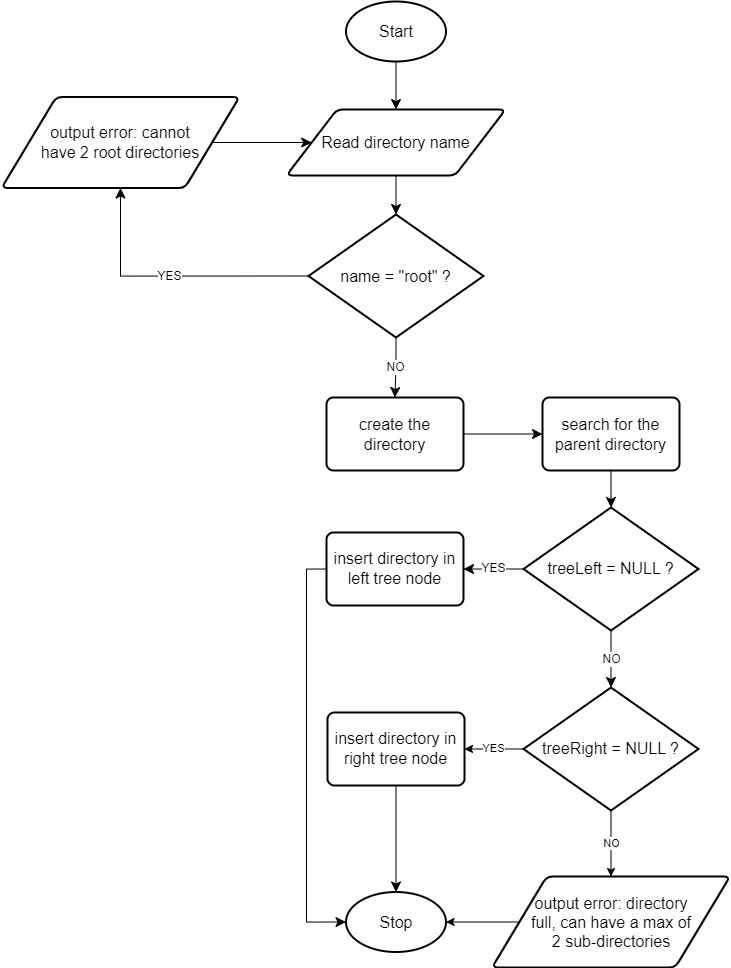 Start
output error: cannot
have 2 root directories
Read directory name
name = "root" ?
YES
NO
create the
directory
search for the
parent directory
insert directory in
left tree node
YES
treeLeft = NULL ?
NO
insert directory in
right tree node
YES
treeRight = NULL ?
NO
Stop
output error: directory
full, can have a max of
2 sub-directories